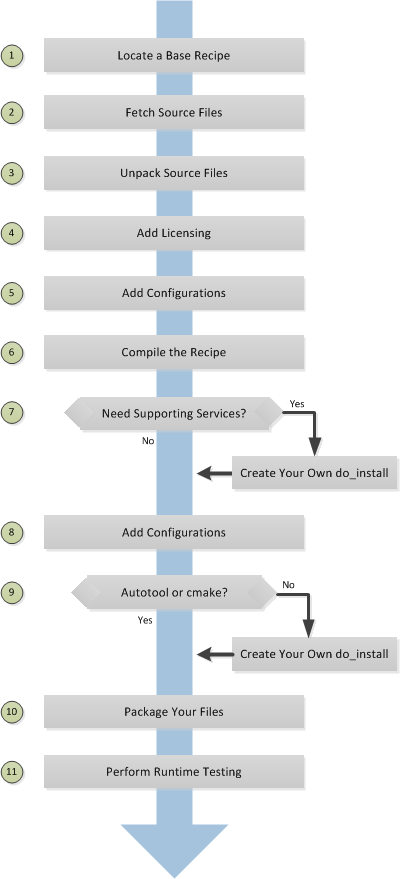 1 Locate a Base Recipe
2 Fetch Source Files
3 Unpack Source Files
4 Add Licensing
5 Add Configurations
6 Compile the Recipe
7 Need Supporting Services? Yes
No
Create Your Own do_install
8 Add Configurations
9 Autotool or cmake? No
Yes
Create Your Own do_install
10 Package Your Files
11 Perform Runtime Testing